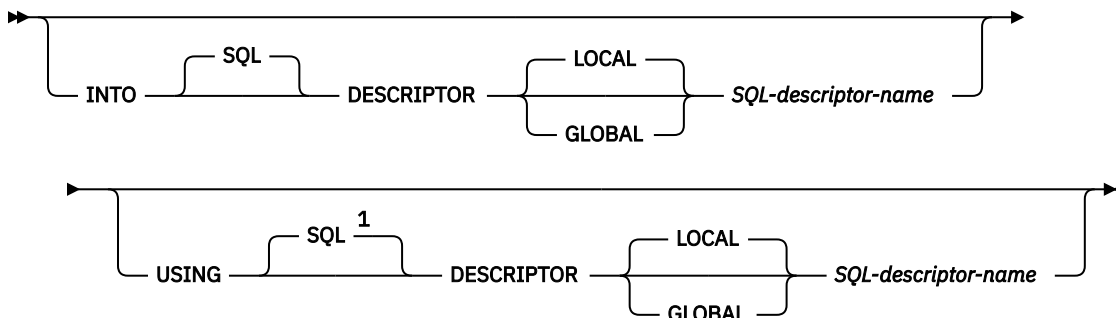 SQL
LOCAL
INTO DESCRIPTOR SQL-descriptor-name
GLOBAL
1
SQL
LOCAL
USING DESCRIPTOR SQL-descriptor-name
GLOBAL